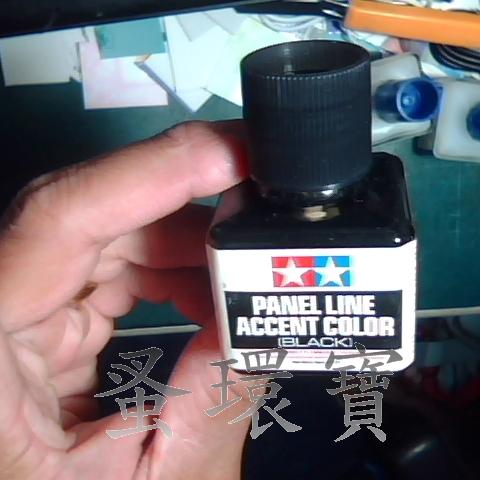 PANEL LINE
ACCENT COLOR
(BLACK)
蚤環寶